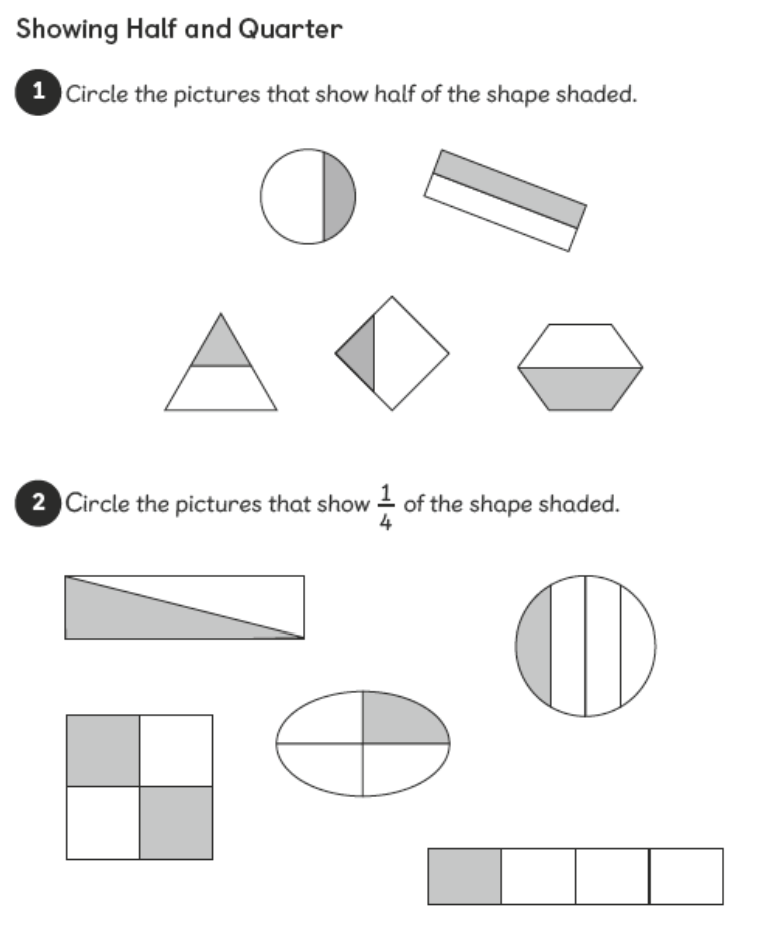 Showing Half and Quarter
1 Circle the pictures that show half of the shape shaded.
2 Circle the pictures that show 1/4 of the shape shaded.